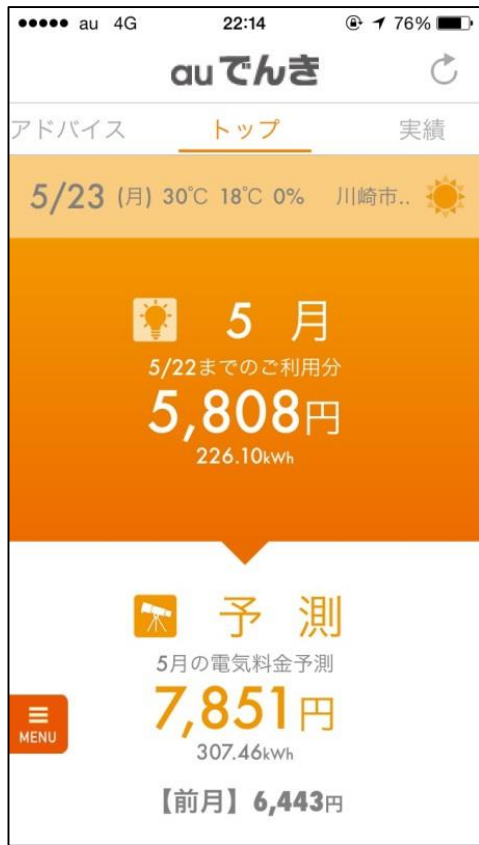 au 4G 22:14 76%
auでんき
アドバイス トップ 実績
5/23 (月) 30℃ 18℃ 0% 川崎市..
5月
5/22までのご利用分
5,808円
226.10kWh
予測
5月の電気料金予測
7,851円
MENU
307.46kWh
【前月】6,443円